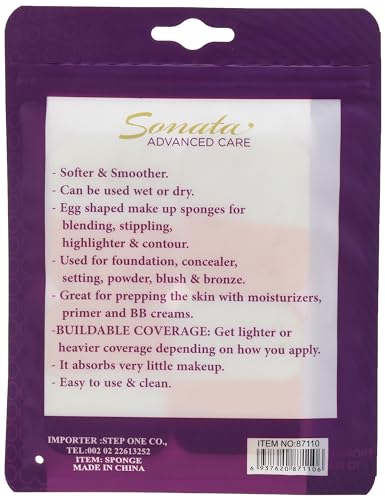 Sonata
ADVANCED CARE
- Softer & Smoother.
- Can be used wet or dry.
- Egg shaped make up sponges for
blending, stippling,
highlighter & contour.
- Used for foundation, concealer,
setting, powder, blush & bronze.
- Great for prepping the skin with moisturizers,
primer and BB creams.
-BUILDABLE COVERAGE: Get lighter or
heavier coverage depending on how you apply.
- It absorbs very little makeup.
- Easy to use & clean.
IMPORTER :STEP ONE CO.,
TEL:002 02 22613252
ITEM: SPONGE
MADE IN CHINA
ITEM NO:87110
6 937620 871106